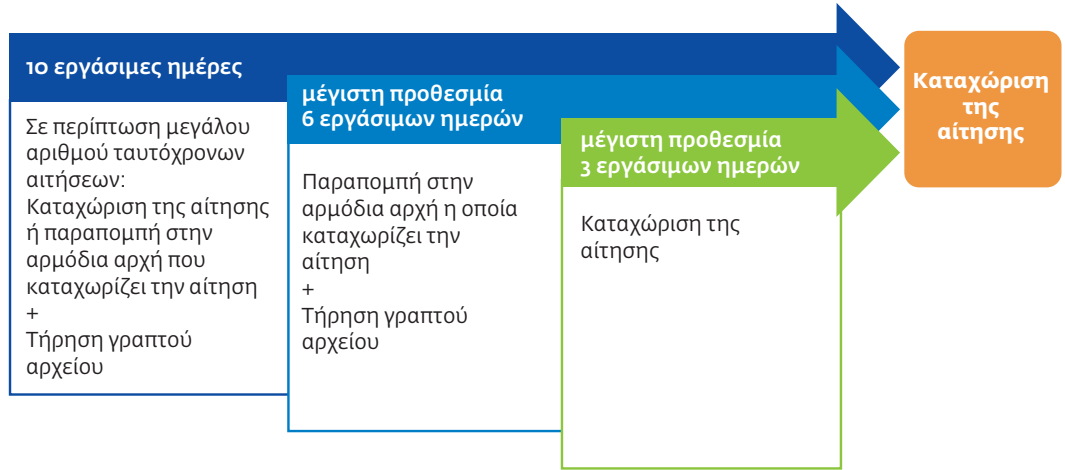 10 εργάσιμες ημέρες
Σε περίπτωση μεγάλου
αριθμού ταυτόχρονων
αιτήσεων:
Καταχώριση της αίτησης
ή παραπομπή στην
αρμόδια αρχή που
καταχωρίζει την αίτηση
+
Τήρηση γραπτού
αρχείου
μέγιστη προθεσμία
6 εργάσιμων ημερών
Παραπομπή στην
αρμόδια αρχή η οποία
καταχωρίζει την
αίτηση
+
Τήρηση γραπτού
αρχείου
μέγιστη προθεσμία
3 εργάσιμων ημερών
Καταχώριση της
αίτησης
Καταχώριση
της
αίτησης